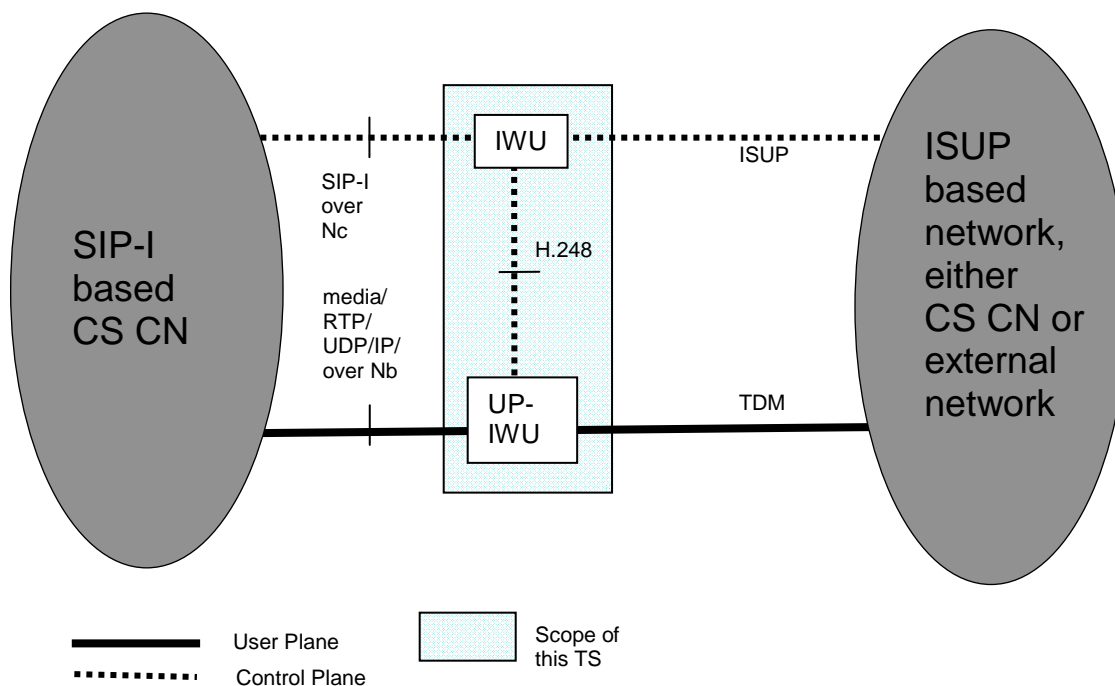 SIP-I
based
CS CN
SIP-I
over
Nc
media/
RTP/
UDP/IP/
over Nb
IWU
H.248
UP-
IWU
ISUP
TDM
ISUP
based
network,
either
CS CN or
external
network
User Plane
Control Plane
Scope of
this TS